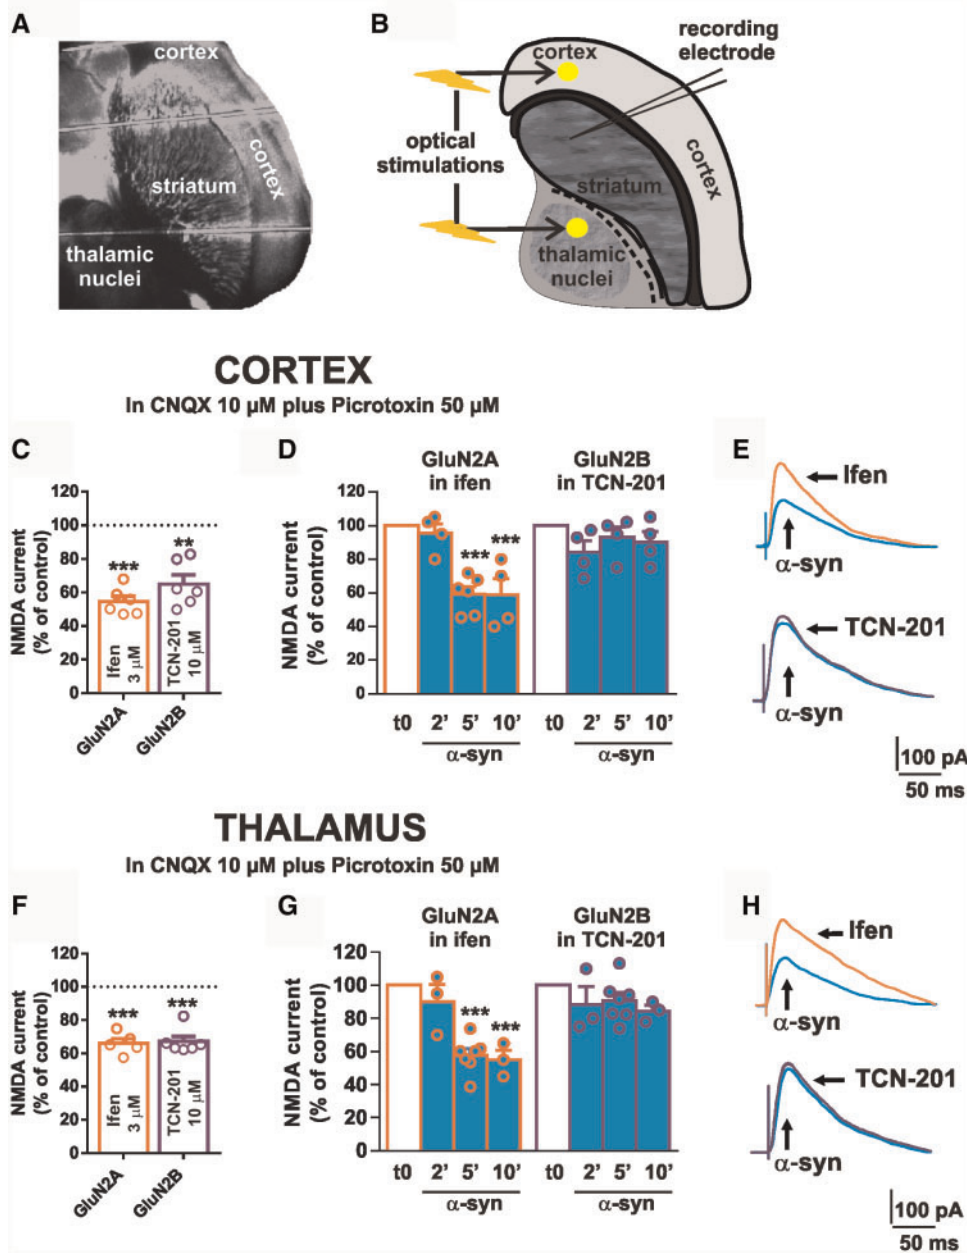 A
cortex
cortex
striatum
thalamic
nuclei
B
recording
electrode
cortex
cortex
optical
stimulations
striatum
thalamic
nuclei
CORTEX
In CNQX 10 µM plus Picrotoxin 50 µM
C
NMDA current
(% of control)
120
100
80
60
40
20
0
***
**
Ifen
3 µM
TCN-201
10 µM
GluN2A
GluN2B
D
GluN2A
in ifen
GluN2B
in TCN-201
NMDA current
(% of control)
120
100
80
60
40
20
0
***
***
t0 2' 5' 10' t0 2' 5' 10'
α-syn α-syn
E
Ifen
α-syn
TCN-201
α-syn
100 pA
50 ms
THALAMUS
In CNQX 10 µM plus Picrotoxin 50 µM
F
NMDA current
(% of control)
120
100
80
60
40
20
0
***
***
Ifen
3 µM
TCN-201
10 µM
GluN2A
GluN2B
G
GluN2A
in ifen
GluN2B
in TCN-201
NMDA current
(% of control)
120
100
80
60
40
20
0
***
***
t0 2' 5' 10' t0 2' 5' 10'
α-syn α-syn
H
Ifen
α-syn
TCN-201
α-syn
100 pA
50 ms